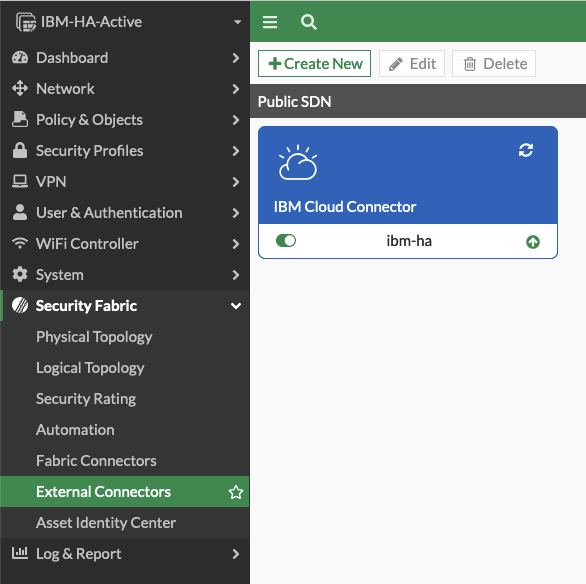 IBM-HA-Active
Dashboard
Network
Policy & Objects
Security Profiles
VPN
User & Authentication
WiFi Controller
System
Security Fabric
Physical Topology
Logical Topology
Security Rating
Automation
Fabric Connectors
External Connectors
Asset Identity Center
Log & Report
Create New Edit Delete
Public SDN
IBM Cloud Connector
ibm-ha